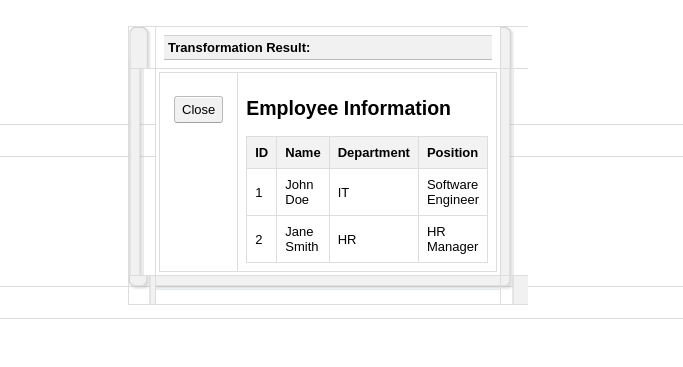 Transformation Result:
Close
Employee Information
ID Name Department Position
1 John Doe IT Software Engineer
2 Jane Smith HR HR Manager